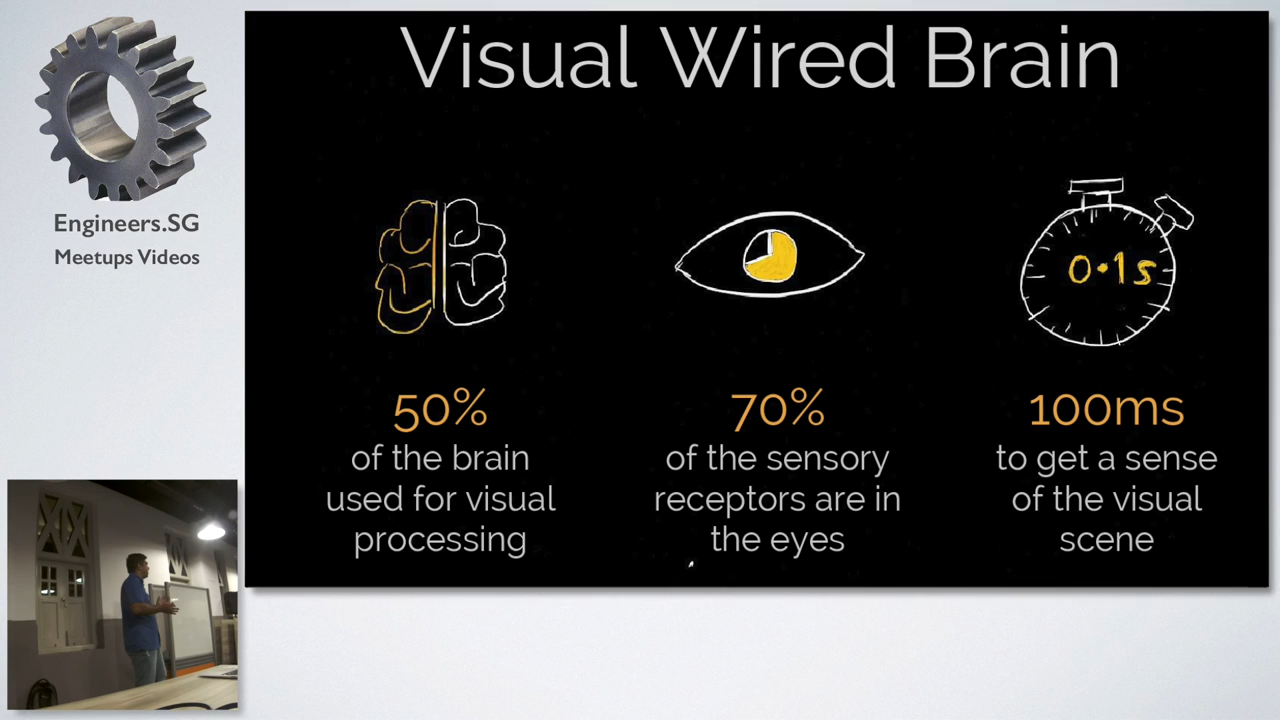 Engineers.SG
Meetups Videos
Visual Wired Brain
0.1s
50%
of the brain
used for visual
processing
70%
of the sensory
receptors are in
the eyes
100ms
to get a sense
of the visual
scene